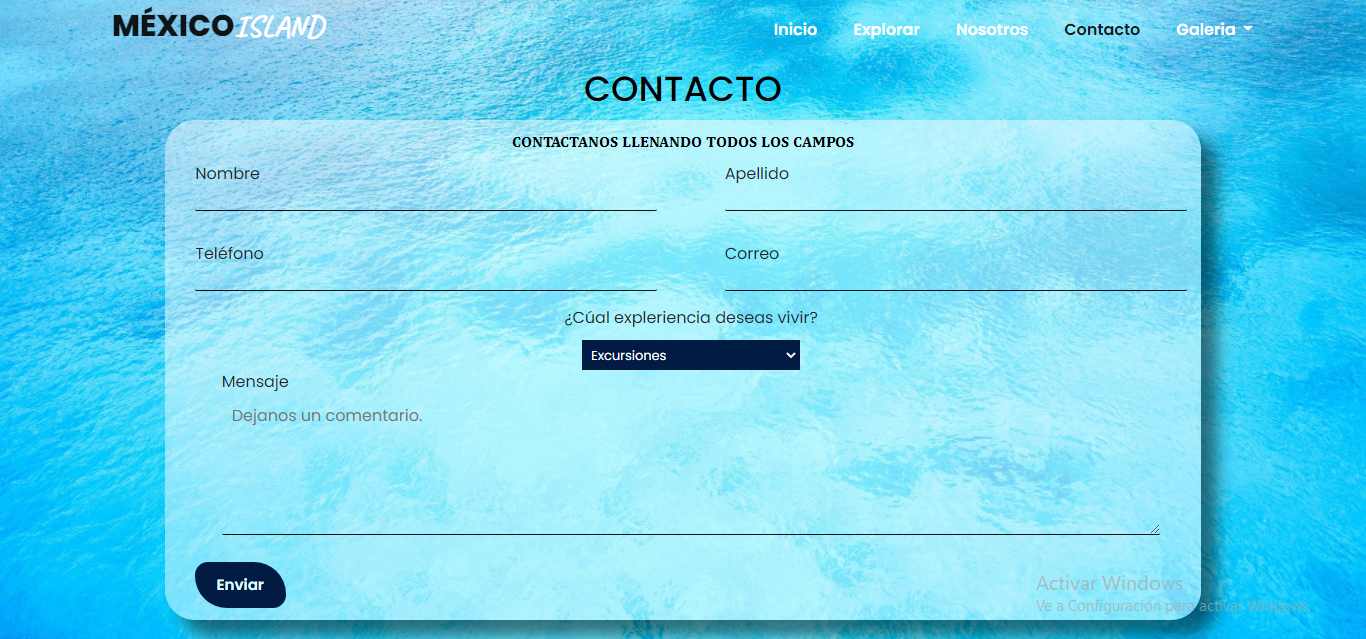 MÉXICO ISLAND
Inicio Explorar Nosotros Contacto Galeria
CONTACTO
CONTACTANOS LLENANDO TODOS LOS CAMPOS
Nombre Apellido
Teléfono Correo
¿Cúal expleriencia deseas vivir?
Excursiones
Mensaje
Dejanos un comentario.
Enviar
Activar Windows
Ve a Configuración para activar Windows.